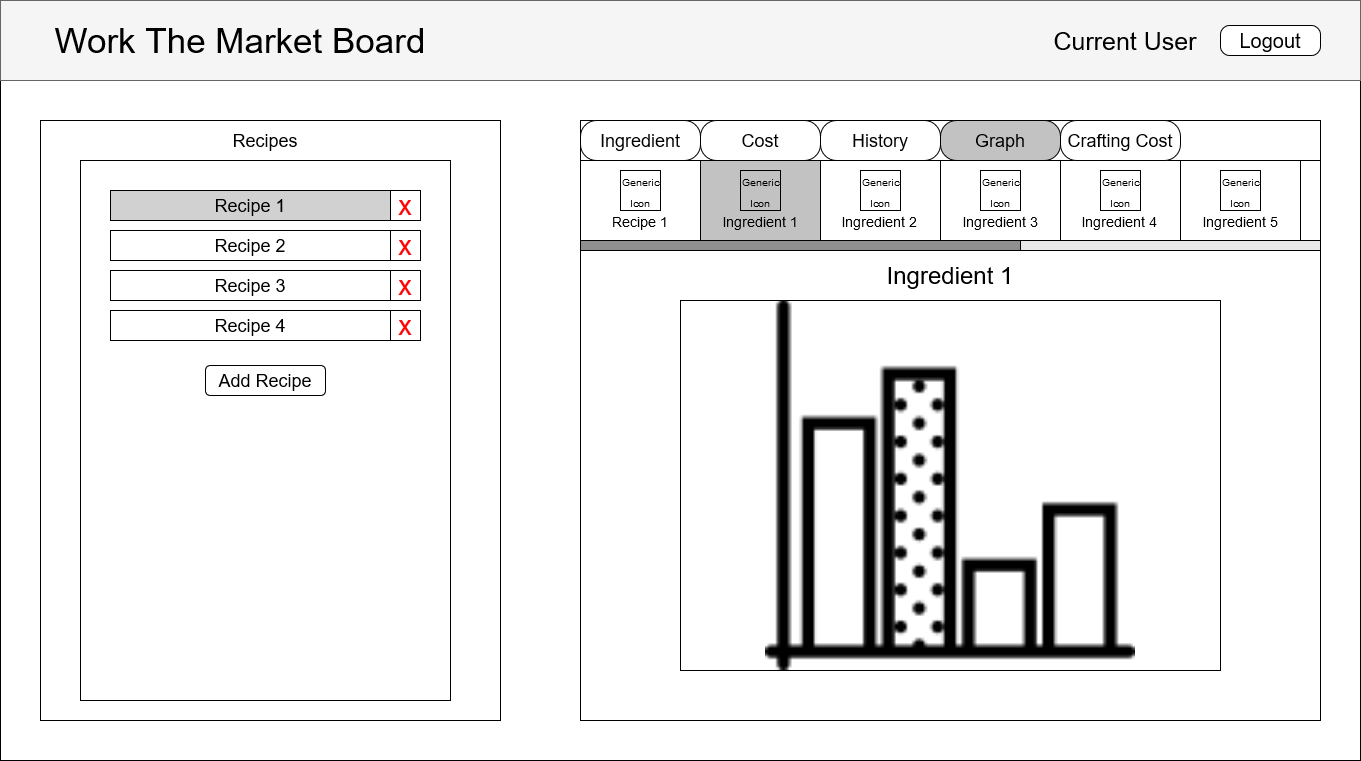 Work The Market Board
Current User
Logout
Recipes
Recipe 1
X
Recipe 2
X
Recipe 3
X
Recipe 4
X
Add Recipe
Ingredient
Cost
History
Graph
Crafting Cost
Generic
Icon
Recipe 1
Generic
Icon
Ingredient 1
Generic
Icon
Ingredient 2
Generic
Icon
Ingredient 3
Generic
Icon
Ingredient 4
Generic
Icon
Ingredient 5
Ingredient 1